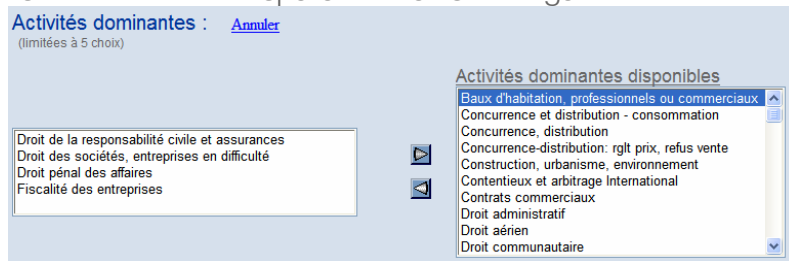 Activités dominantes : Annuler
(limitées à 5 choix)
Activités dominantes disponibles
Droit de la responsabilité civile et assurances
Droit des sociétés, entreprises en difficulté
Droit pénal des affaires
Fiscalité des entreprises
Baux d'habitation, professionnels ou commerciaux
Concurrence et distribution - consommation
Concurrence, distribution
Concurrence-distribution: rglt prix, refus vente
Construction, urbanisme, environnement
Contentieux et arbitrage International
Contrats commerciaux
Droit administratif
Droit aérien
Droit communautaire